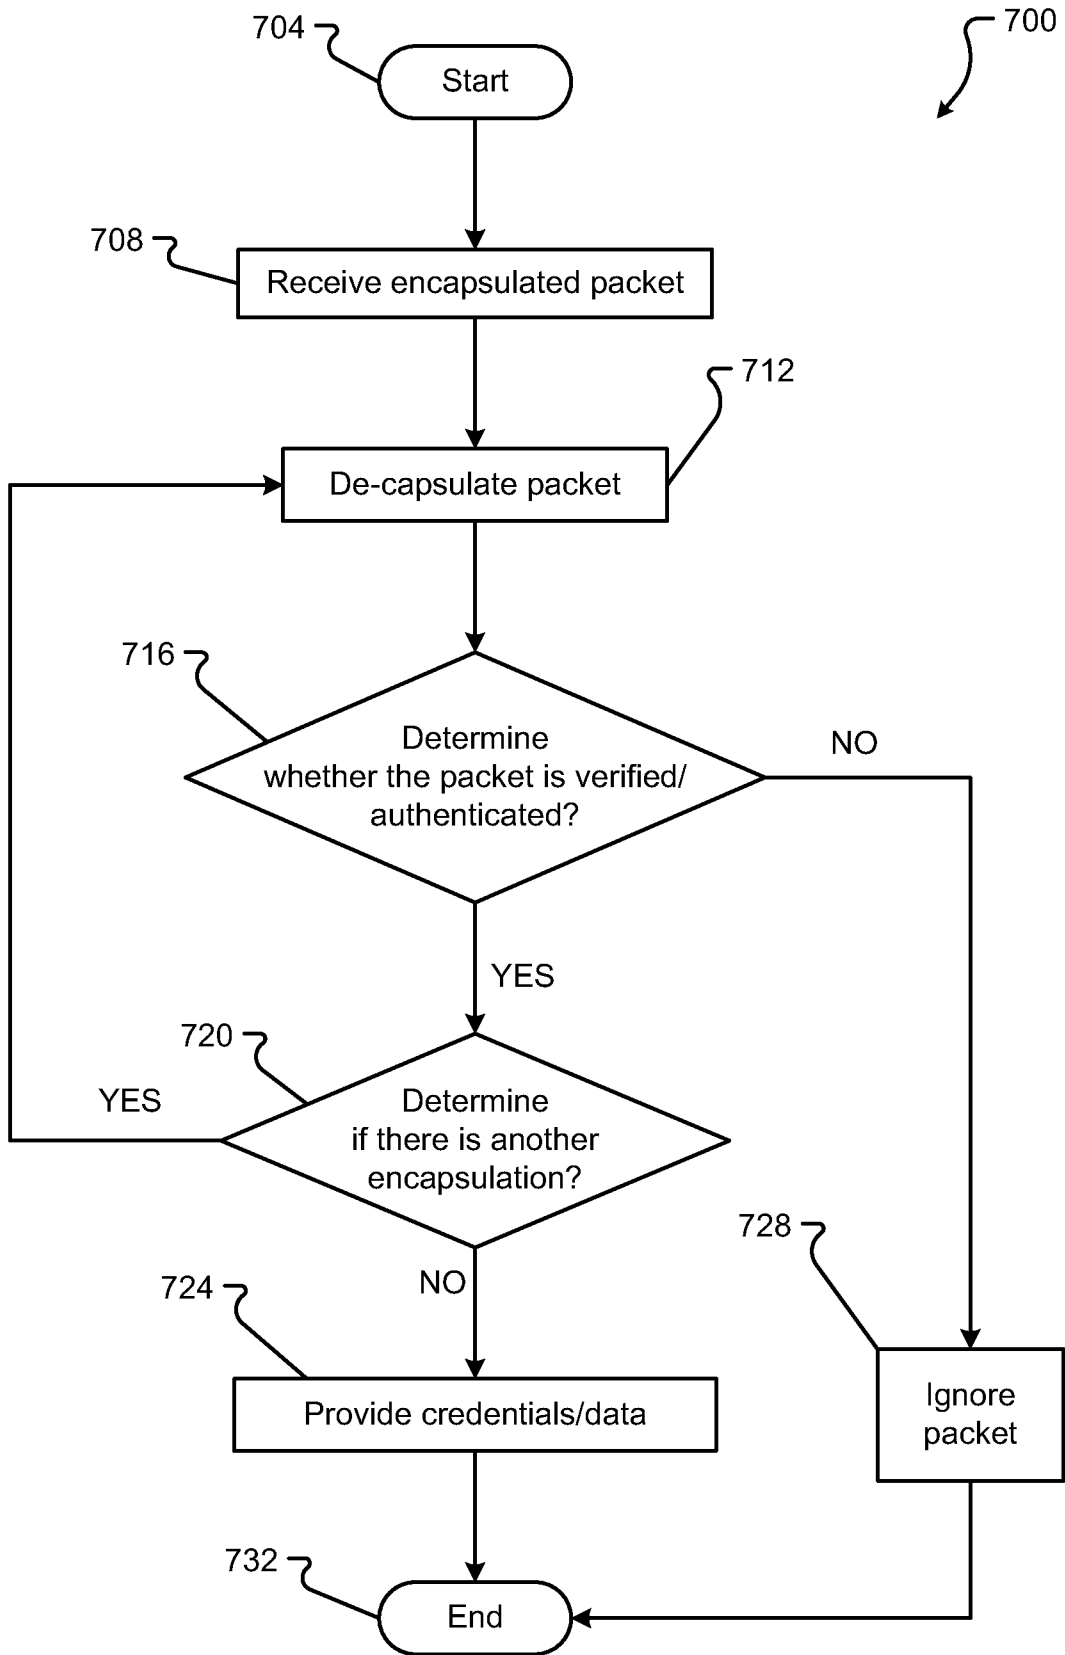 700
704
Start
708
Receive encapsulated packet
712
De-capsulate packet
716
Determine
whether the packet is verified/
authenticated?
NO
YES
720
Determine
if there is another
encapsulation?
YES
NO
724
Provide credentials/data
728
Ignore
packet
732
End